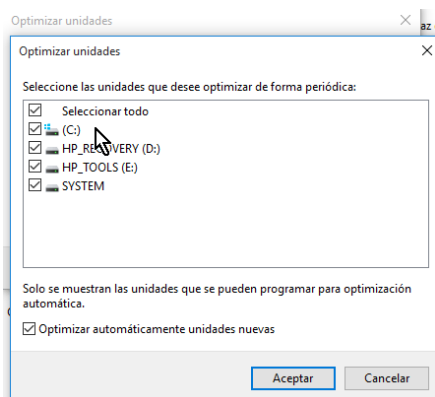 Optimizar unidades
az
Optimizar unidades
Seleccione las unidades que desee optimizar de forma periódica:
Seleccionar todo
(C:)
HP_RECOVERY (D:)
HP_TOOLS (E:)
SYSTEM
Solo se muestran las unidades que se pueden programar para optimización
automática.
Optimizar automáticamente unidades nuevas
Aceptar Cancelar